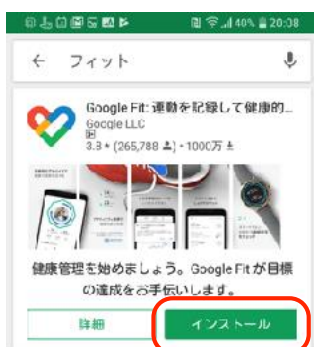 40% 20:38
← フィット
Google Fit: 運動を記録して健康的...
Google LLC
3.8★ (265,788 ) • 1000万
健康管理を始めましょう。Google Fit が目標
の達成をお手伝いします。
詳細
インストール